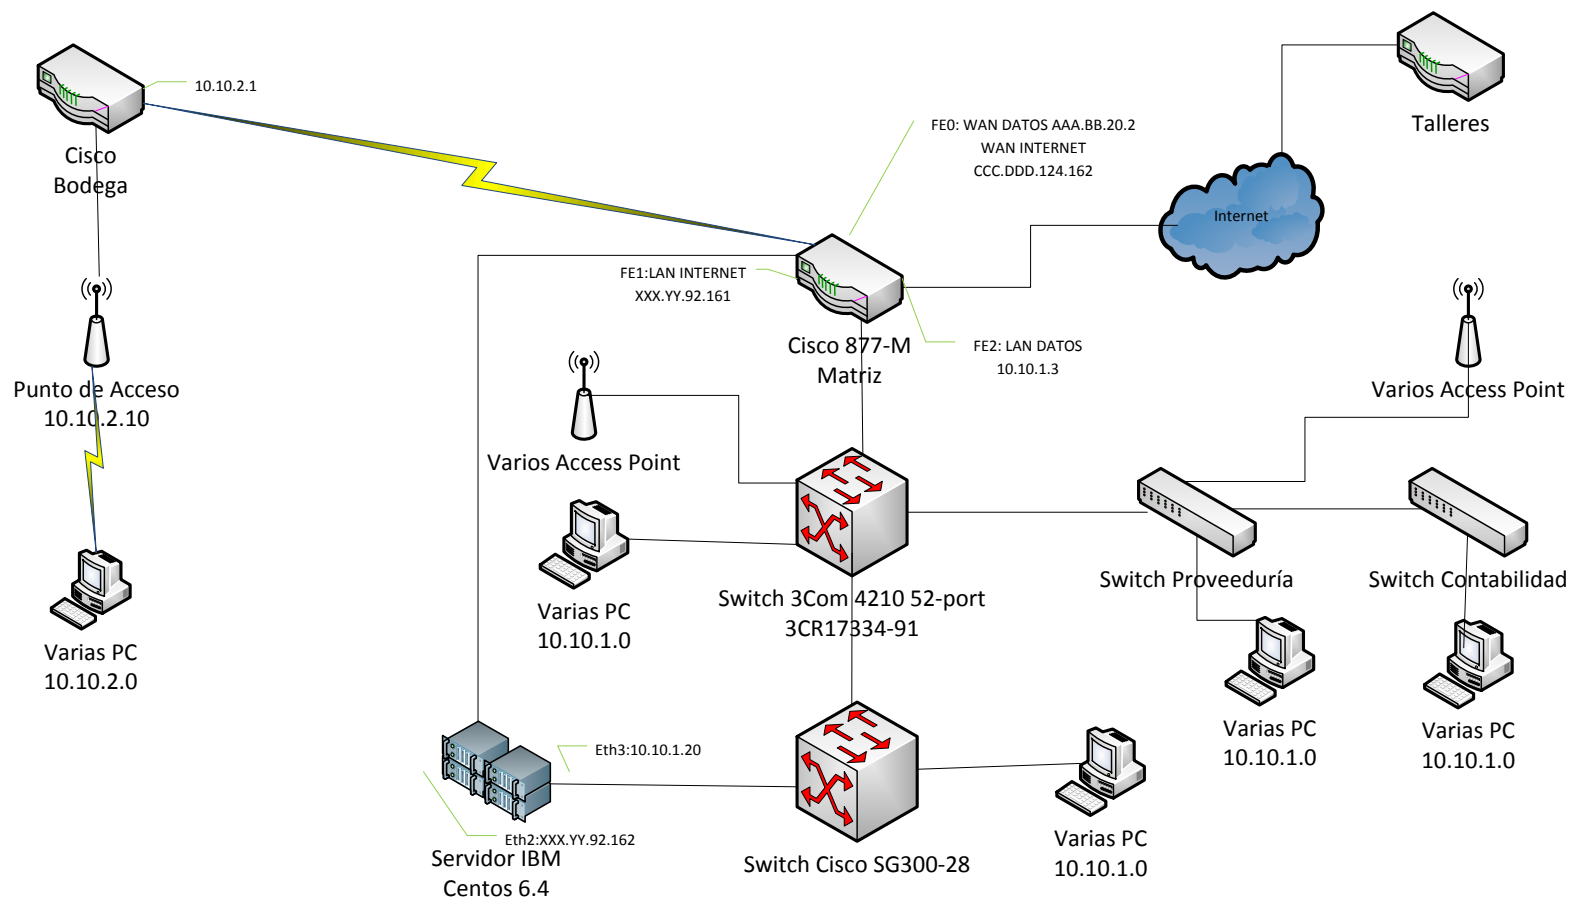 10.10.2.1
Cisco
Bodega
Talleres
FE0: WAN DATOS AAA.BB.20.2
WAN INTERNET
CCC.DDD.124.162
Internet
FE1:LAN INTERNET
XXX.YY.92.161
Cisco 877-M
Matriz
FE2: LAN DATOS
10.10.1.3
Punto de Acceso
10.10.2.10
Varios Access Point
Varios Access Point
Switch 3Com 4210 52-port
3CR17334-91
Switch Proveeduría
Switch Contabilidad
Varias PC
10.10.1.0
Varias PC
10.10.2.0
Varias PC
10.10.1.0
Varias PC
10.10.1.0
Eth3:10.10.1.20
Eth2:XXX.YY.92.162
Servidor IBM
Centos 6.4
Switch Cisco SG300-28
Varias PC
10.10.1.0